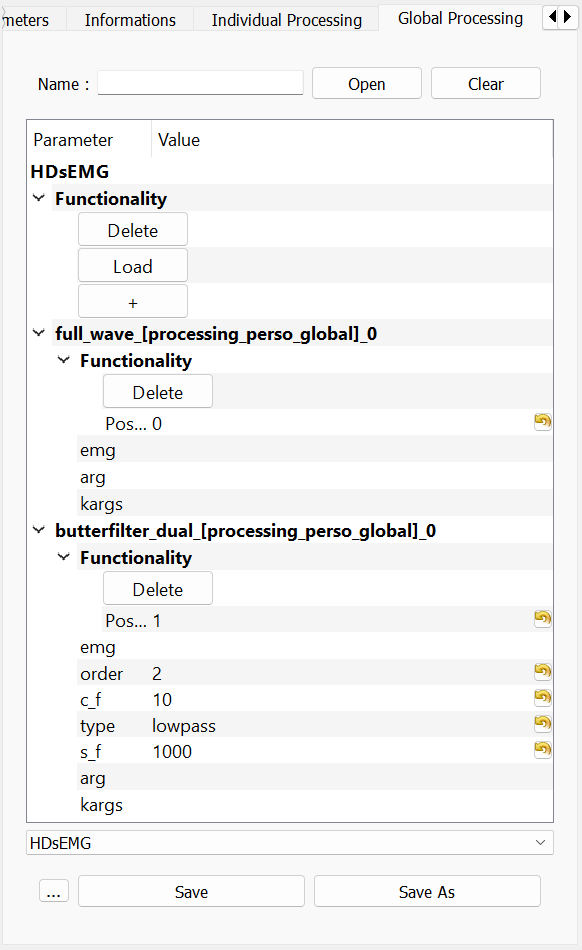 meters Informations Individual Processing Global Processing
Name : Open Clear
Parameter Value
HDsEMG
Functionality
Delete
Load
+
full_wave_[processing_perso_global]_0
Functionality
Delete
Pos... 0
emg
arg
kargs
butterfilter_dual_[processing_perso_global]_0
Functionality
Delete
Pos... 1
emg
order 2
c_f 10
type lowpass
s_f 1000
arg
kargs
HDsEMG
... Save Save As